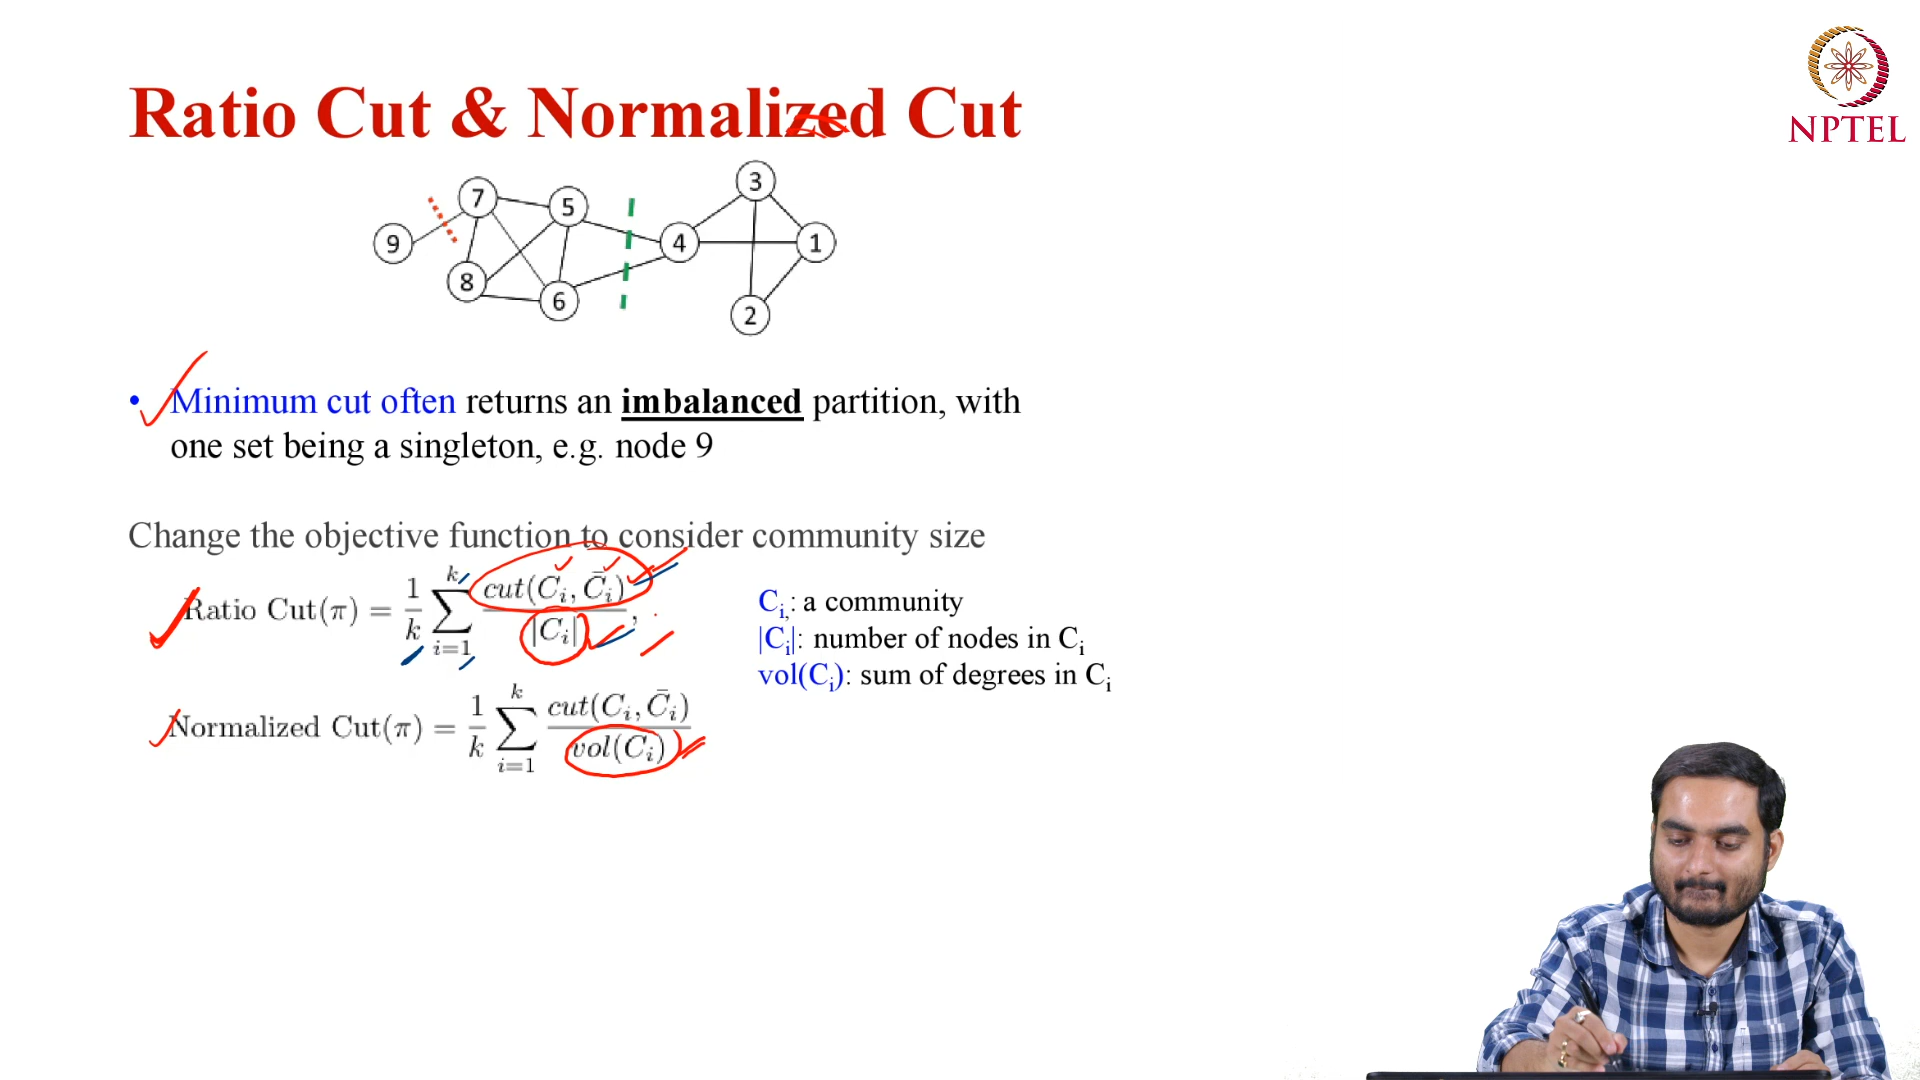 Ratio Cut & Normalized Cut
NPTEL
3
7
5
9
4
1
8
6
2
• Minimum cut often returns an imbalanced partition, with
one set being a singleton, e.g. node 9
Change the objective function to consider community size
Ratio Cut(π) = 1/k ∑_{i=1}^{k} cut(C_i, C̄_i)/|C_i|,
C_i,: a community
|C_i|: number of nodes in C_i
vol(C_i): sum of degrees in C_i
Normalized Cut(π) = 1/k ∑_{i=1}^{k} cut(C_i, C̄_i)/vol(C_i)